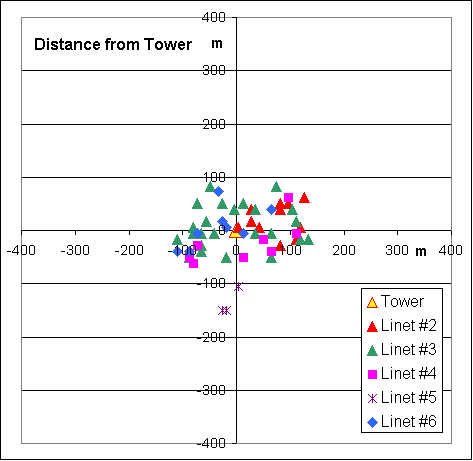 400
Distance from Tower m
300
200
100
0
-400 -300 -200 -100 0 100 200 m 300 400
-100
-200
-300
-400
Tower
Linet #2
Linet #3
Linet #4
Linet #5
Linet #6